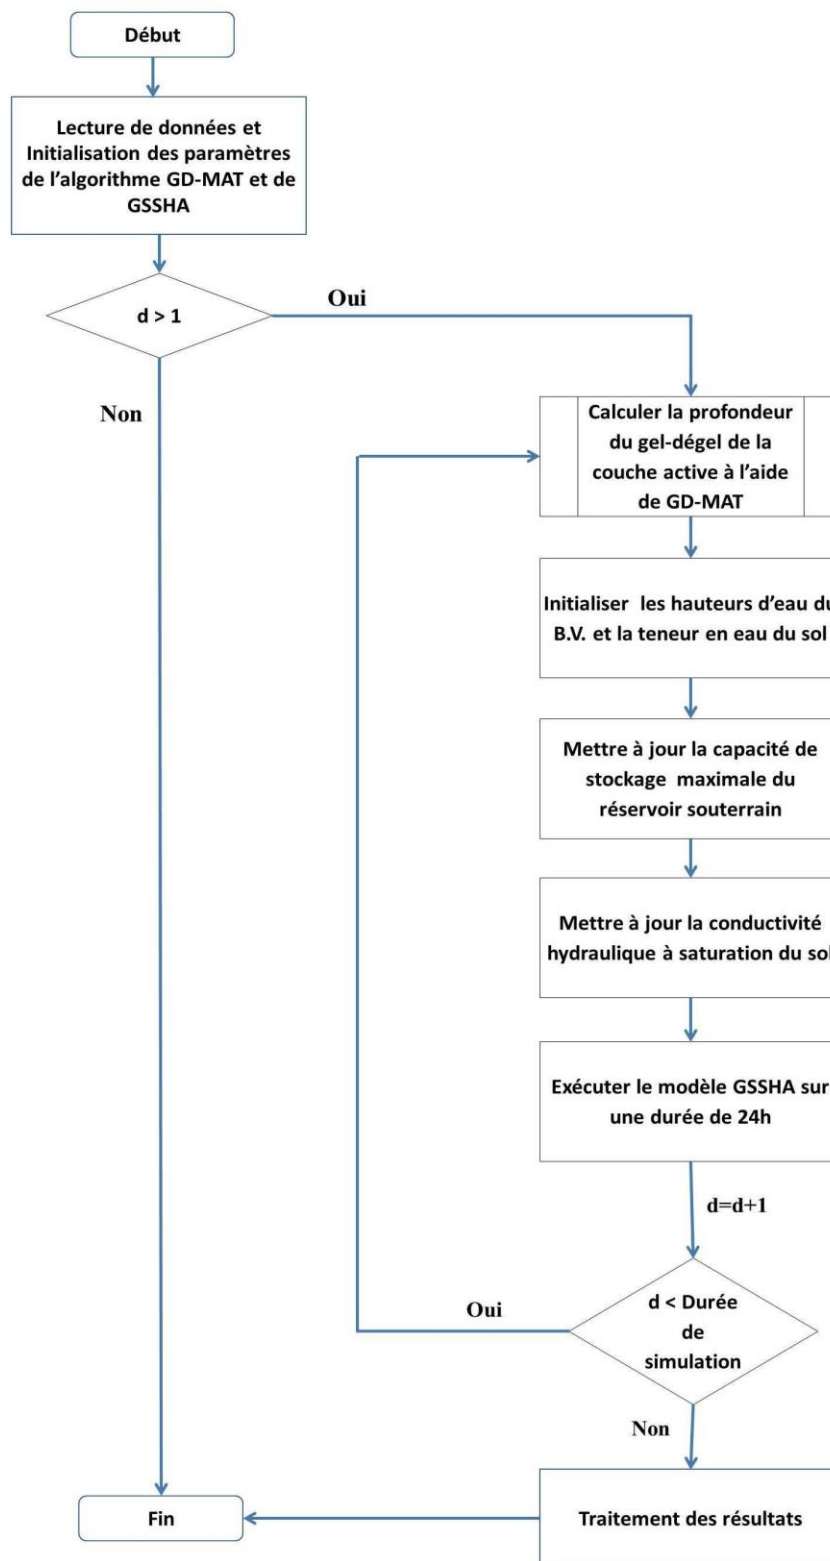 Début
Lecture de données et
Initialisation des paramètres
de l'algorithme GD-MAT et de
GSSHA
d > 1
Oui
Non
Calculer la profondeur
du gel-dégel de la
couche active à l'aide
de GD-MAT
Initialiser les hauteurs d'eau du
B.V. et la teneur en eau du sol
Mettre à jour la capacité de
stockage maximale du
réservoir souterrain
Mettre à jour la conductivité
hydraulique à saturation du sol
Exécuter le modèle GSSHA sur
une durée de 24h
d=d+1
d < Durée
de
simulation
Oui
Non
Traitement des résultats
Fin